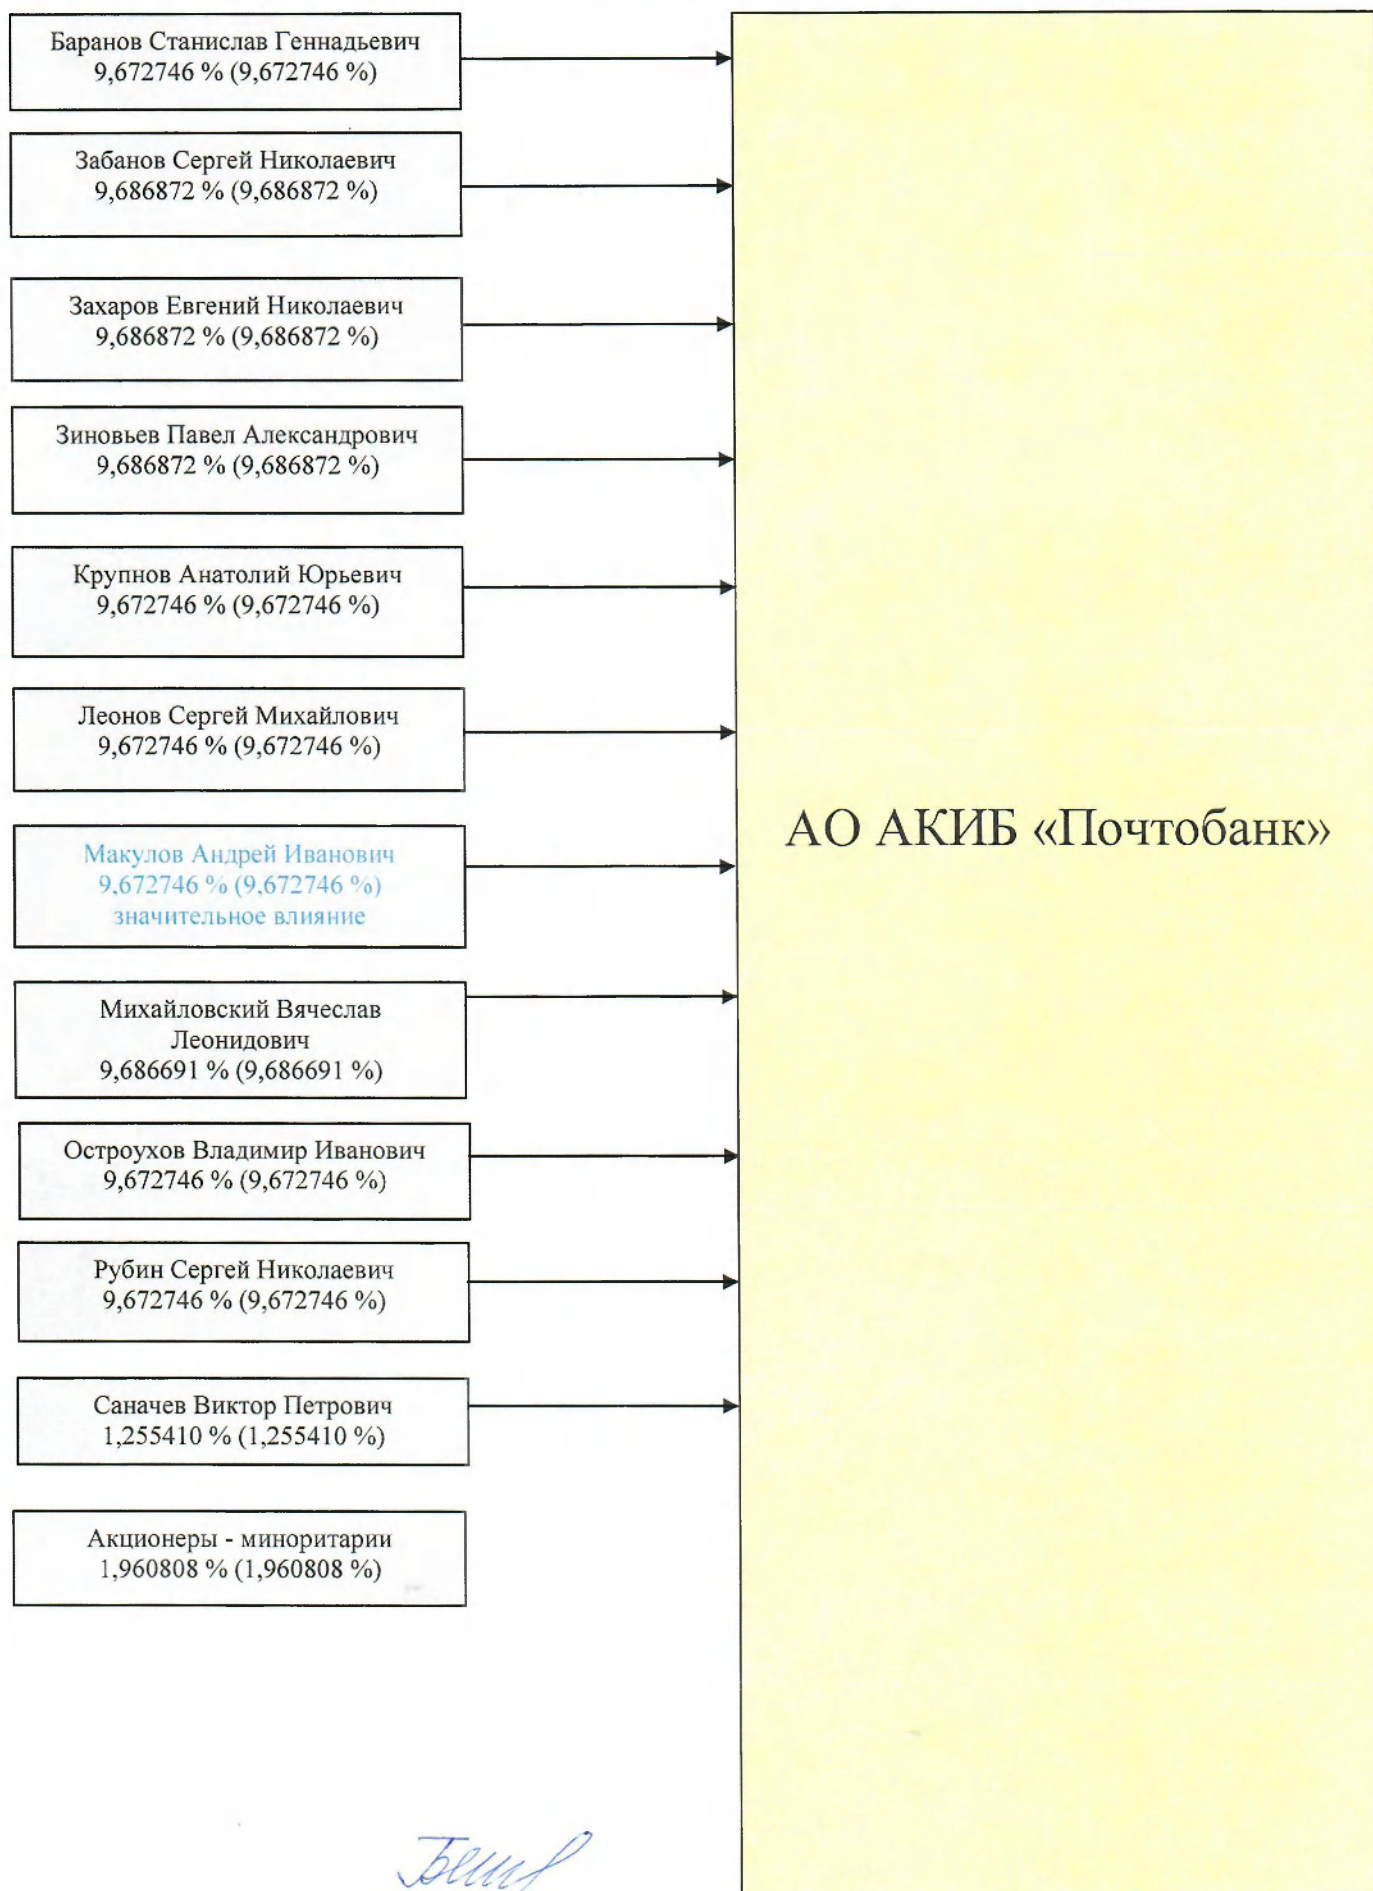 Баранов Станислав Геннадьевич
9,672746 % (9,672746 %)
Забанов Сергей Николаевич
9,686872 % (9,686872 %)
Захаров Евгений Николаевич
9,686872 % (9,686872 %)
Зиновьев Павел Александрович
9,686872 % (9,686872 %)
Крупнов Анатолий Юрьевич
9,672746 % (9,672746 %)
Леонов Сергей Михайлович
9,672746 % (9,672746 %)
Макулов Андрей Иванович
9,672746 % (9,672746 %)
значительное влияние
Михайловский Вячеслав
Леонидович
9,686691 % (9,686691 %)
Остроухов Владимир Иванович
9,672746 % (9,672746 %)
Рубин Сергей Николаевич
9,672746 % (9,672746 %)
Саначев Виктор Петрович
1,255410 % (1,255410 %)
Акционеры - миноритарии
1,960808 % (1,960808 %)
АО АКИБ «Почтобанк»